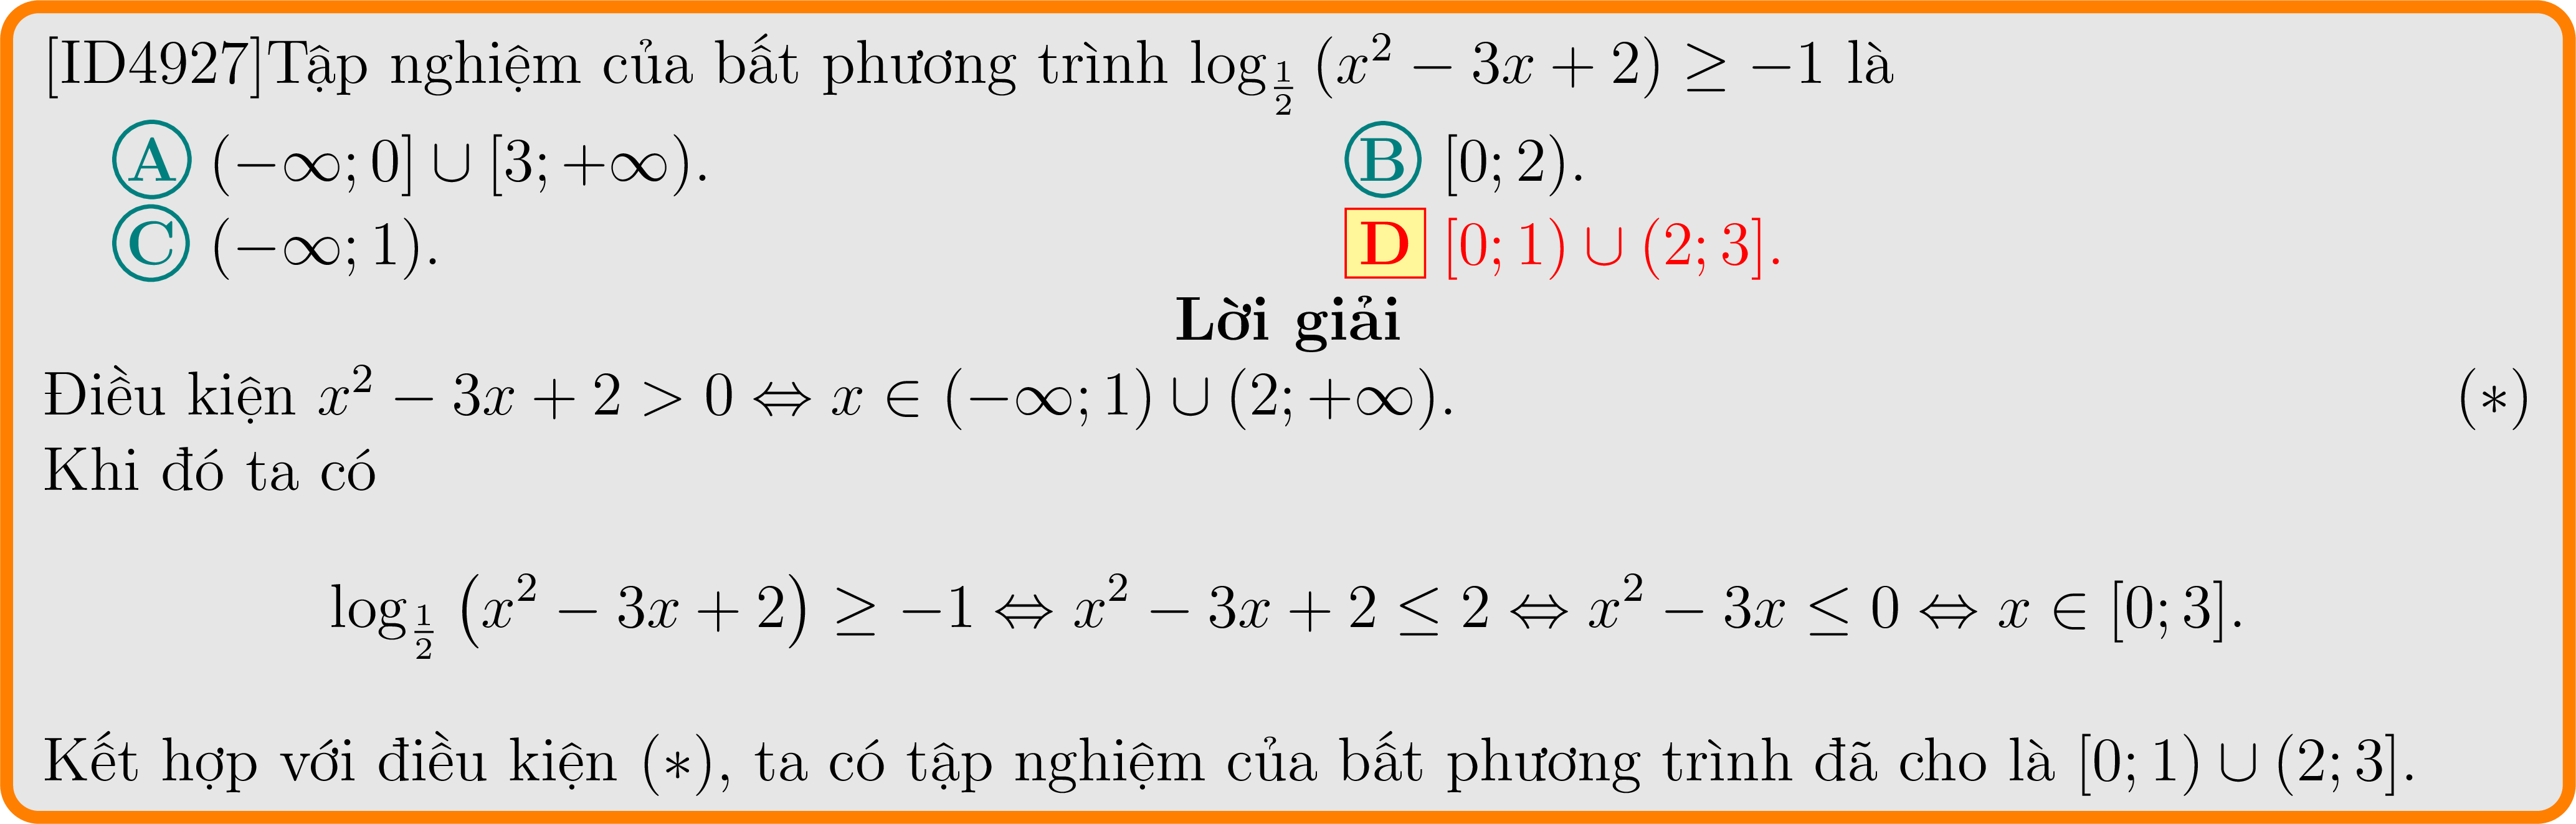 [ID4927]Tập nghiệm của bất phương trình $\log_{\frac{1}{2}}(x^2 - 3x + 2) \geq -1$ là
A $(-\infty; 0] \cup [3; +\infty)$. B $[0; 2)$.
C $(-\infty; 1)$. D $[0; 1) \cup (2; 3]$.
Lời giải
Điều kiện $x^2 - 3x + 2 > 0 \Leftrightarrow x \in (-\infty; 1) \cup (2; +\infty)$. (*)
Khi đó ta có
$\log_{\frac{1}{2}}(x^2 - 3x + 2) \geq -1 \Leftrightarrow x^2 - 3x + 2 \leq 2 \Leftrightarrow x^2 - 3x \leq 0 \Leftrightarrow x \in [0; 3]$.
Kết hợp với điều kiện (*), ta có tập nghiệm của bất phương trình đã cho là $[0; 1) \cup (2; 3]$.